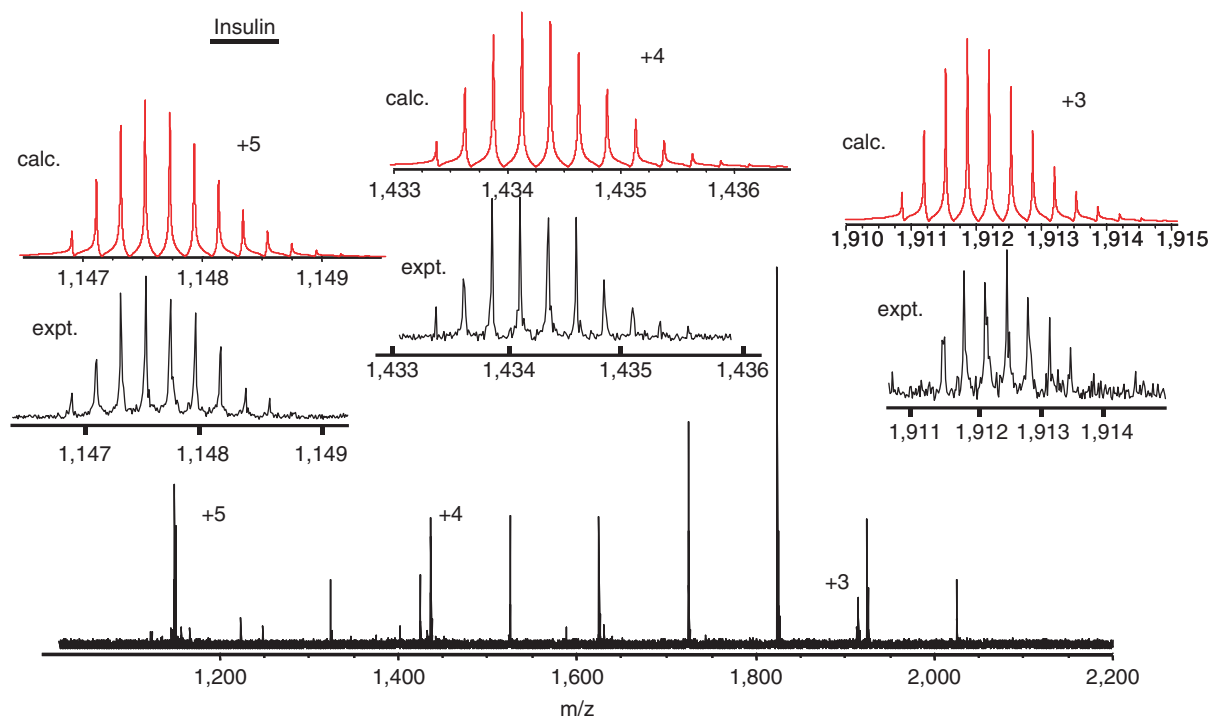 Insulin
calc.
+5
1,147 1,148 1,149
expt.
1,147 1,148 1,149
calc.
+4
1,433 1,434 1,435 1,436
expt.
1,433 1,434 1,435 1,436
calc.
+3
1,910 1,911 1,912 1,913 1,914 1,915
expt.
1,911 1,912 1,913 1,914
+5 +4 +3
1,200 1,400 1,600 1,800 2,000 2,200
m/z